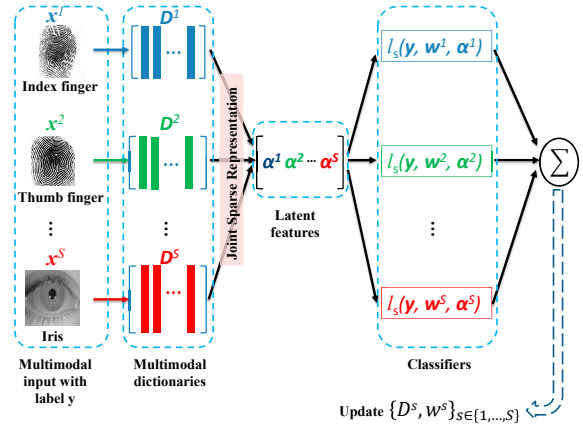 x¹
Index finger
x²
Thumb finger
...
xˢ
Iris
Multimodal
input with
label y
D¹
...
D²
...
...
Dˢ
...
Multimodal
dictionaries
Joint Sparse Representation
α¹ α² ... αˢ
Latent
features
lₛ(y, w¹, α¹)
lₛ(y, w², α²)
...
lₛ(y, wˢ, αˢ)
Classifiers
∑
Update {Dˢ, wˢ}ₛ∈{1,...,S}